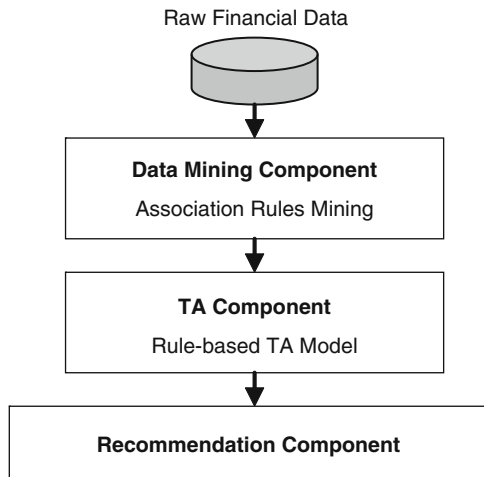 Raw Financial Data
Data Mining Component
Association Rules Mining
TA Component
Rule-based TA Model
Recommendation Component